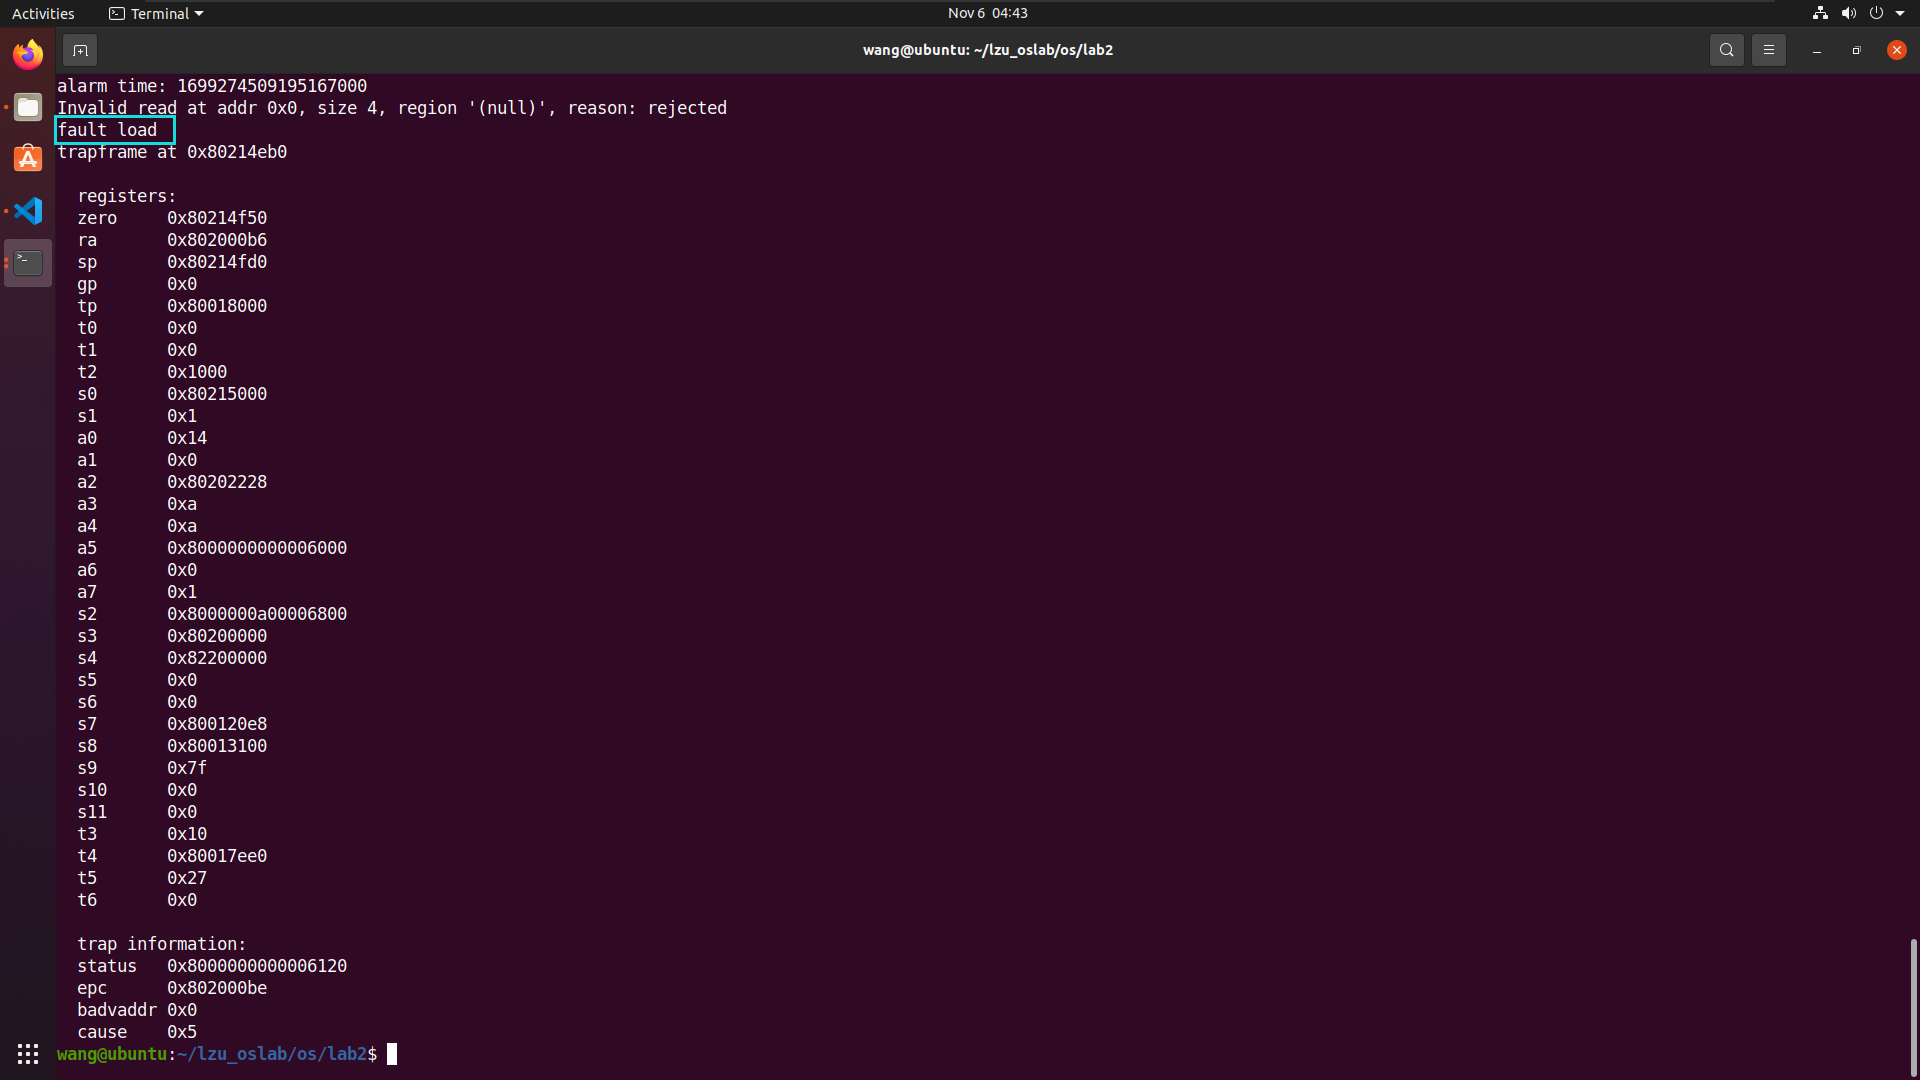 Activities
Terminal
Nov 6 04:43
wang@ubuntu: ~/lzu_oslab/os/lab2
alarm time: 1699274509195167000
Invalid read at addr 0x0, size 4, region '(null)', reason: rejected
fault load
trapframe at 0x80214eb0
registers:
zero 0x80214f50
ra 0x802000b6
sp 0x80214fd0
gp 0x0
tp 0x80018000
t0 0x0
t1 0x0
t2 0x1000
s0 0x80215000
s1 0x1
a0 0x14
a1 0x0
a2 0x80202228
a3 0xa
a4 0xa
a5 0x8000000000006000
a6 0x0
a7 0x1
s2 0x8000000a00006800
s3 0x80200000
s4 0x82200000
s5 0x0
s6 0x0
s7 0x800120e8
s8 0x80013100
s9 0x7f
s10 0x0
s11 0x0
t3 0x10
t4 0x80017ee0
t5 0x27
t6 0x0
trap information:
status 0x8000000000006120
epc 0x802000be
badvaddr 0x0
cause 0x5
wang@ubuntu:~/lzu_oslab/os/lab2$